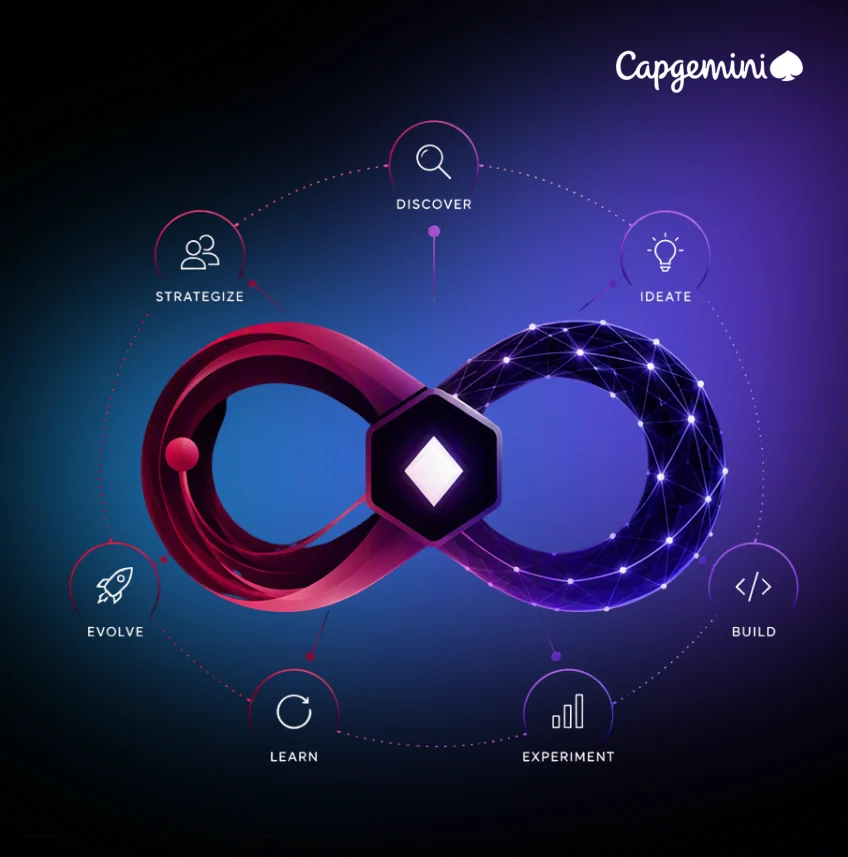 Capgemini
DISCOVER
STRATEGIZE
IDEATE
EVOLVE
BUILD
LEARN
EXPERIMENT